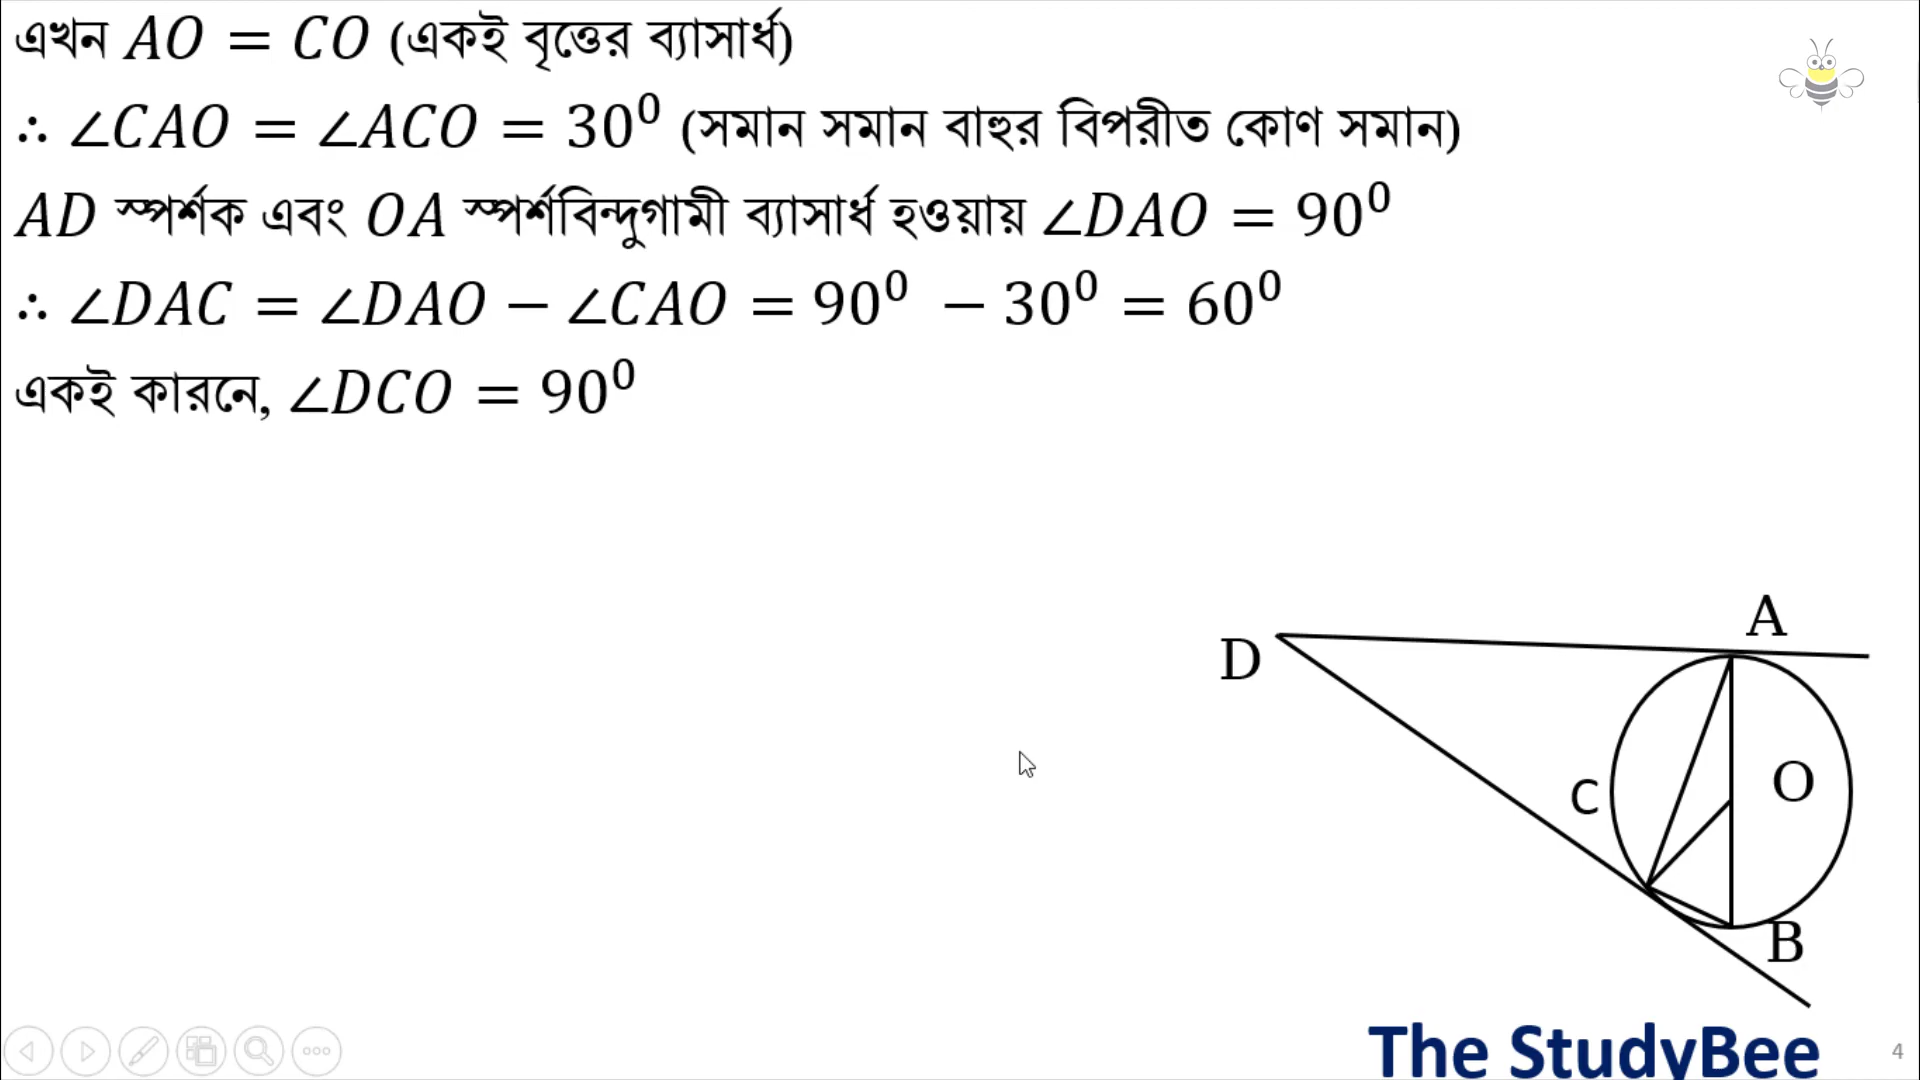 এখন AO = CO (একই বৃত্তের ব্যাসার্ধ)
∴ ∠CAO = ∠ACO = 30⁰ (সমান সমান বাহুর বিপরীত কোণ সমান)
AD স্পর্শক এবং OA স্পর্শবিন্দুগামী ব্যাসার্ধ হওয়ায় ∠DAO = 90⁰
∴ ∠DAC = ∠DAO − ∠CAO = 90⁰ − 30⁰ = 60⁰
একই কারনে, ∠DCO = 90⁰
A
D
O
C
B
The StudyBee
4